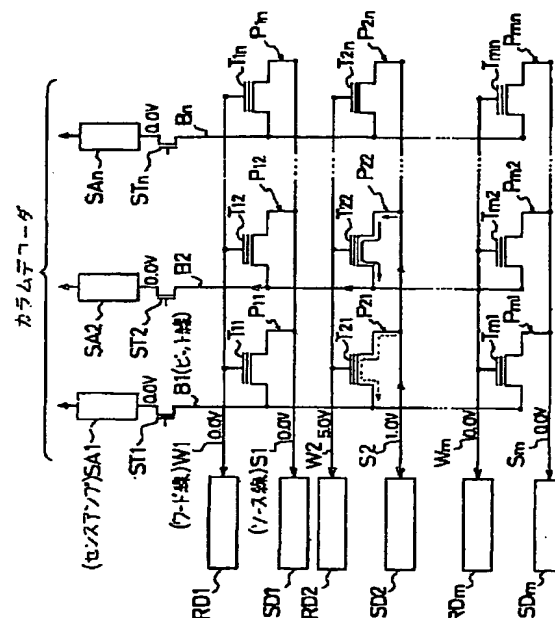 カラムデコーダ
(センスアンプ)SA1
SA2
SAn
0.0V
0.0V
0.0V
ST1
ST2
STn
B1(ビット線)
B2
Bn
(ワード線)W1
0.0V
T11
T12
T1n
RD1
P11
P12
P1n
(ソース線)S1
0.0V
SD1
W2
5.0V
T21
T22
T2n
RD2
P21
P22
P2n
S2
1.0V
SD2
Wm
0.0V
Tm1
Tm2
Tmn
RDm
Pm1
Pm2
Pmn
Sm
0.0V
SDm